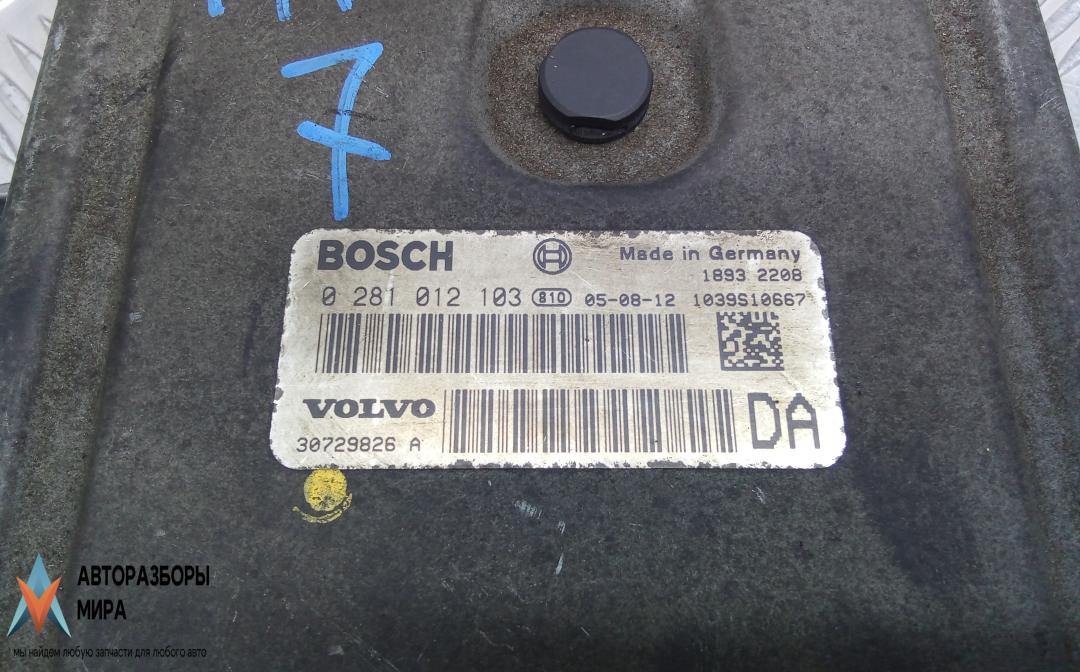 7
BOSCH
Made in Germany
1893 2208
0 281 012 103 810 05-08-12 1039S10667
VOLVO
30729826 A
DA
АВТОРАЗБОРЫ
МИРА
мы найдем любую запчасти для любого авто